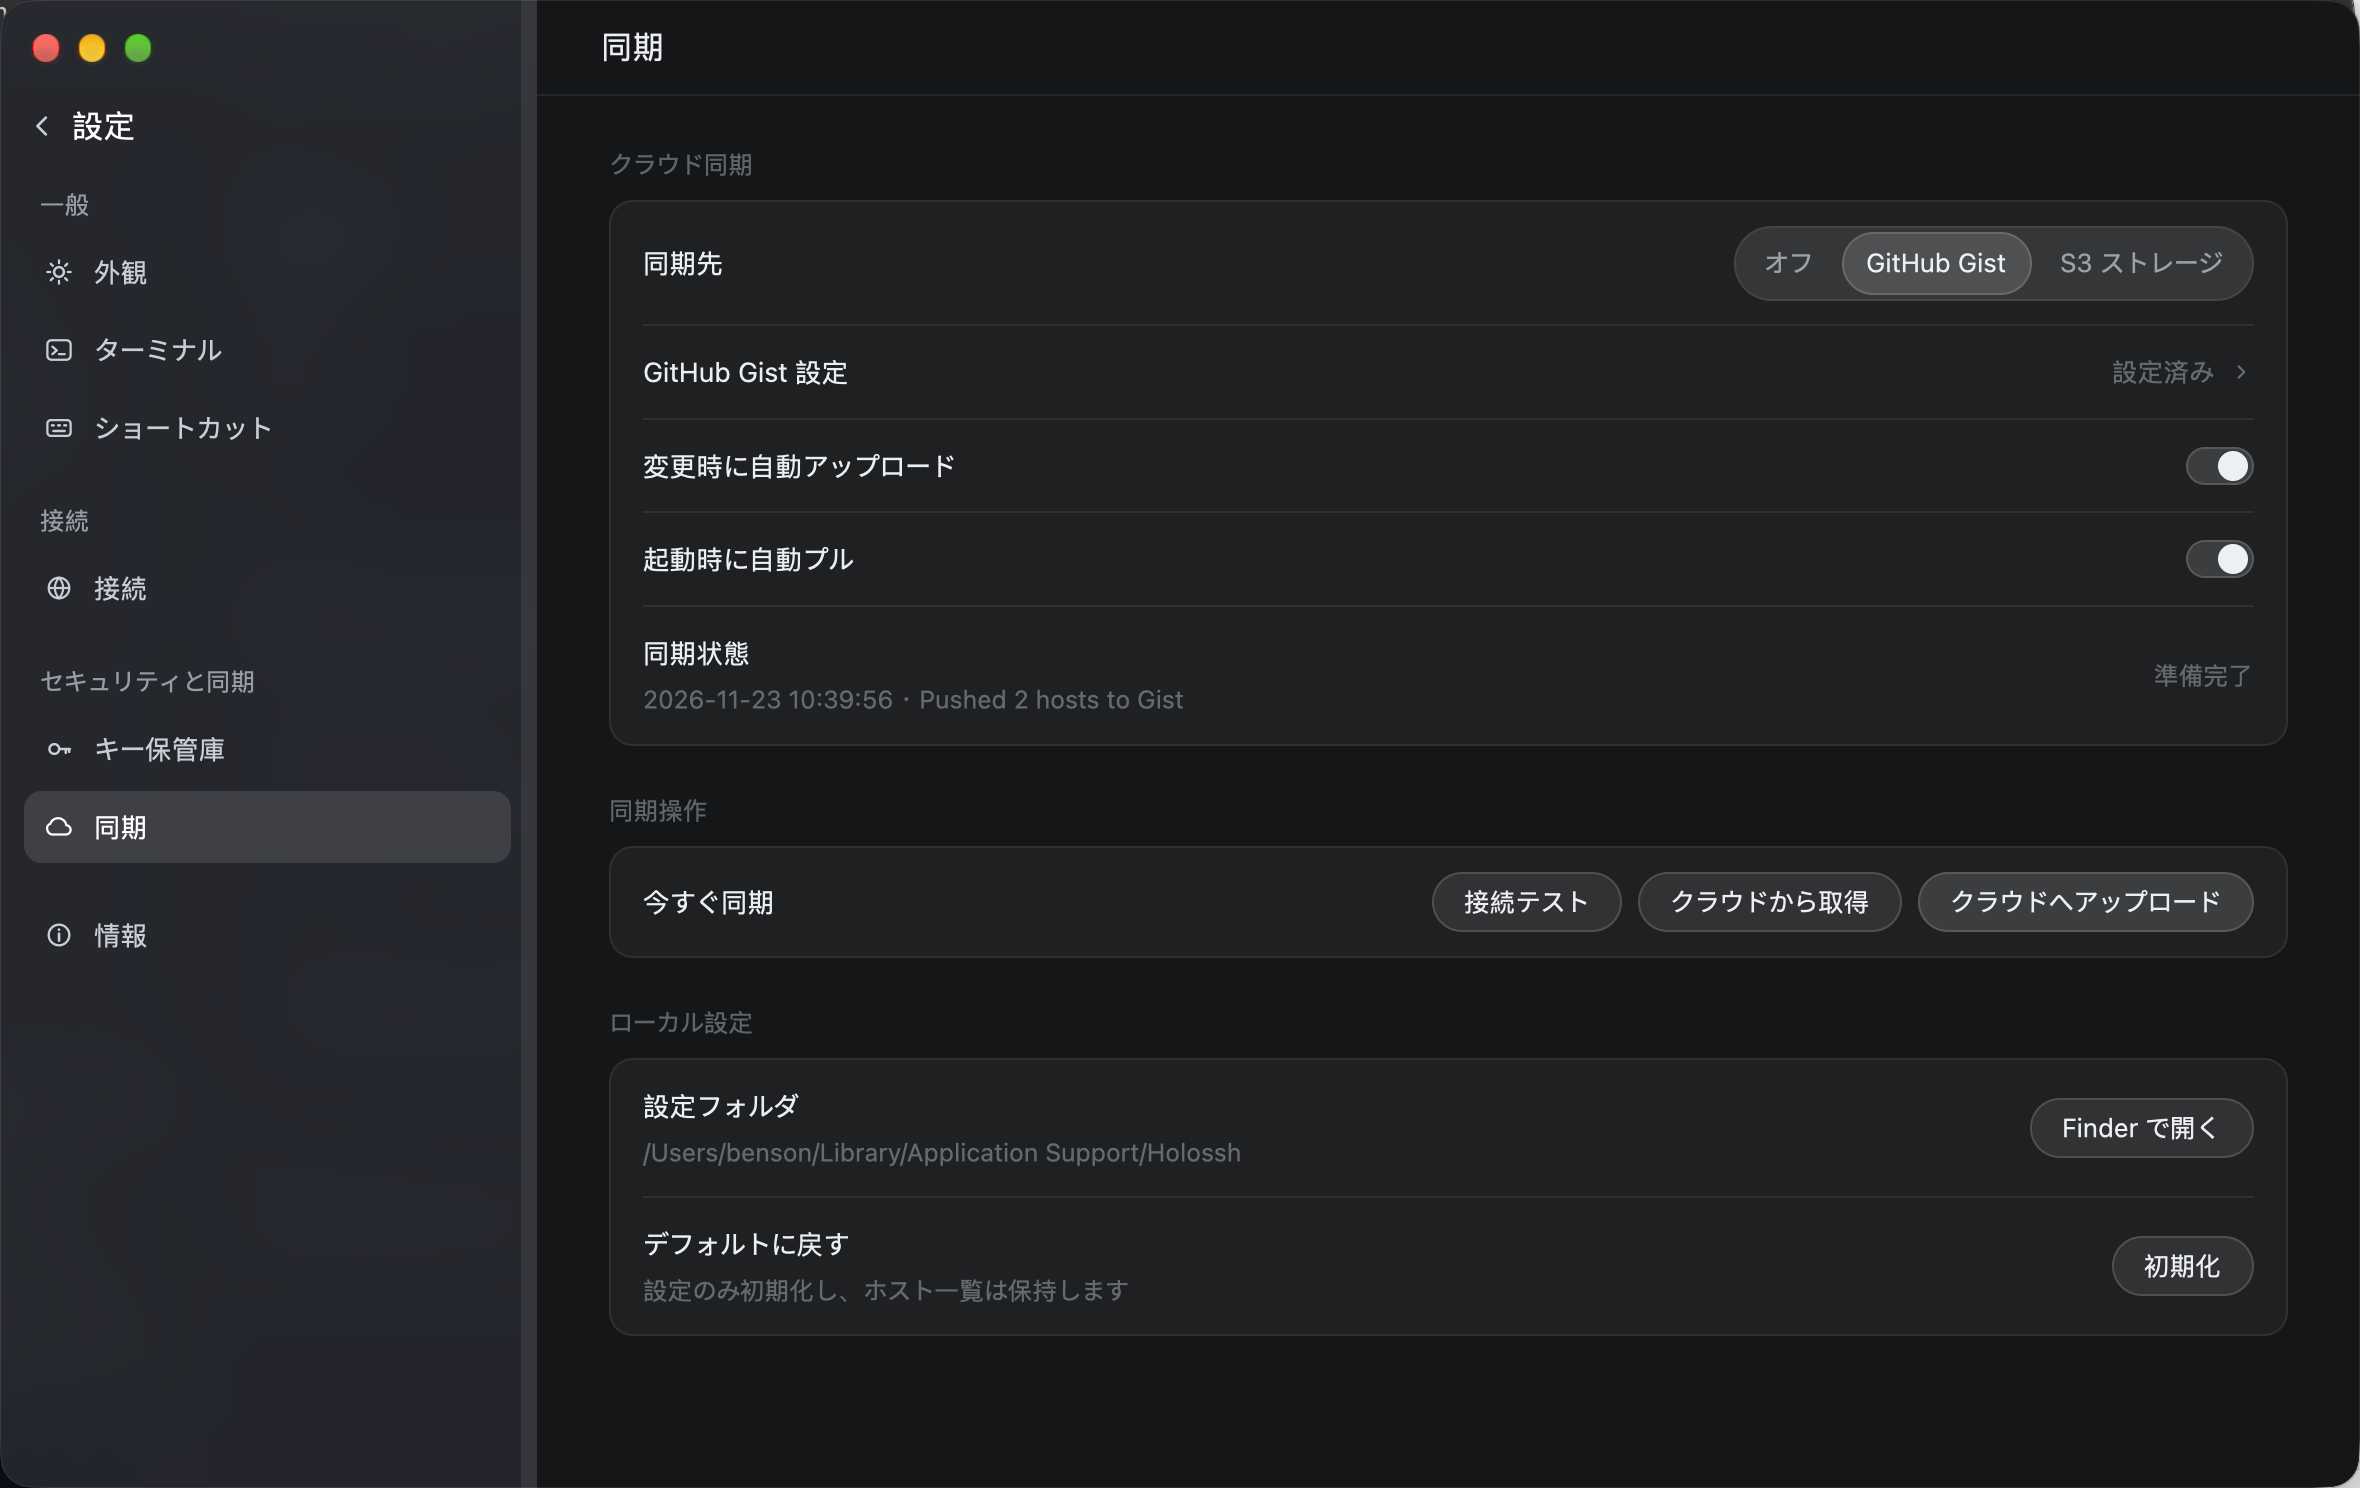 設定
一般
外観
ターミナル
ショートカット
接続
接続
セキュリティと同期
キー保管庫
同期
情報
同期
クラウド同期
同期先
オフ
GitHub Gist
S3 ストレージ
GitHub Gist 設定
設定済み
変更時に自動アップロード
起動時に自動プル
同期状態
2026-11-23 10:39:56 · Pushed 2 hosts to Gist
準備完了
同期操作
今すぐ同期
接続テスト
クラウドから取得
クラウドへアップロード
ローカル設定
設定フォルダ
/Users/benson/Library/Application Support/Holossh
Finder で開く
デフォルトに戻す
設定のみ初期化し、ホスト一覧は保持します
初期化